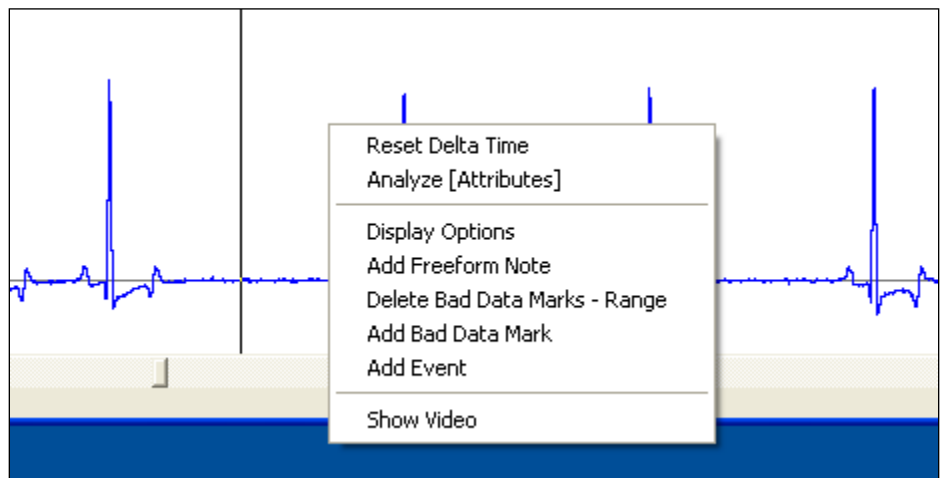 Reset Delta Time
Analyze [Attributes]
Display Options
Add Freeform Note
Delete Bad Data Marks - Range
Add Bad Data Mark
Add Event
Show Video